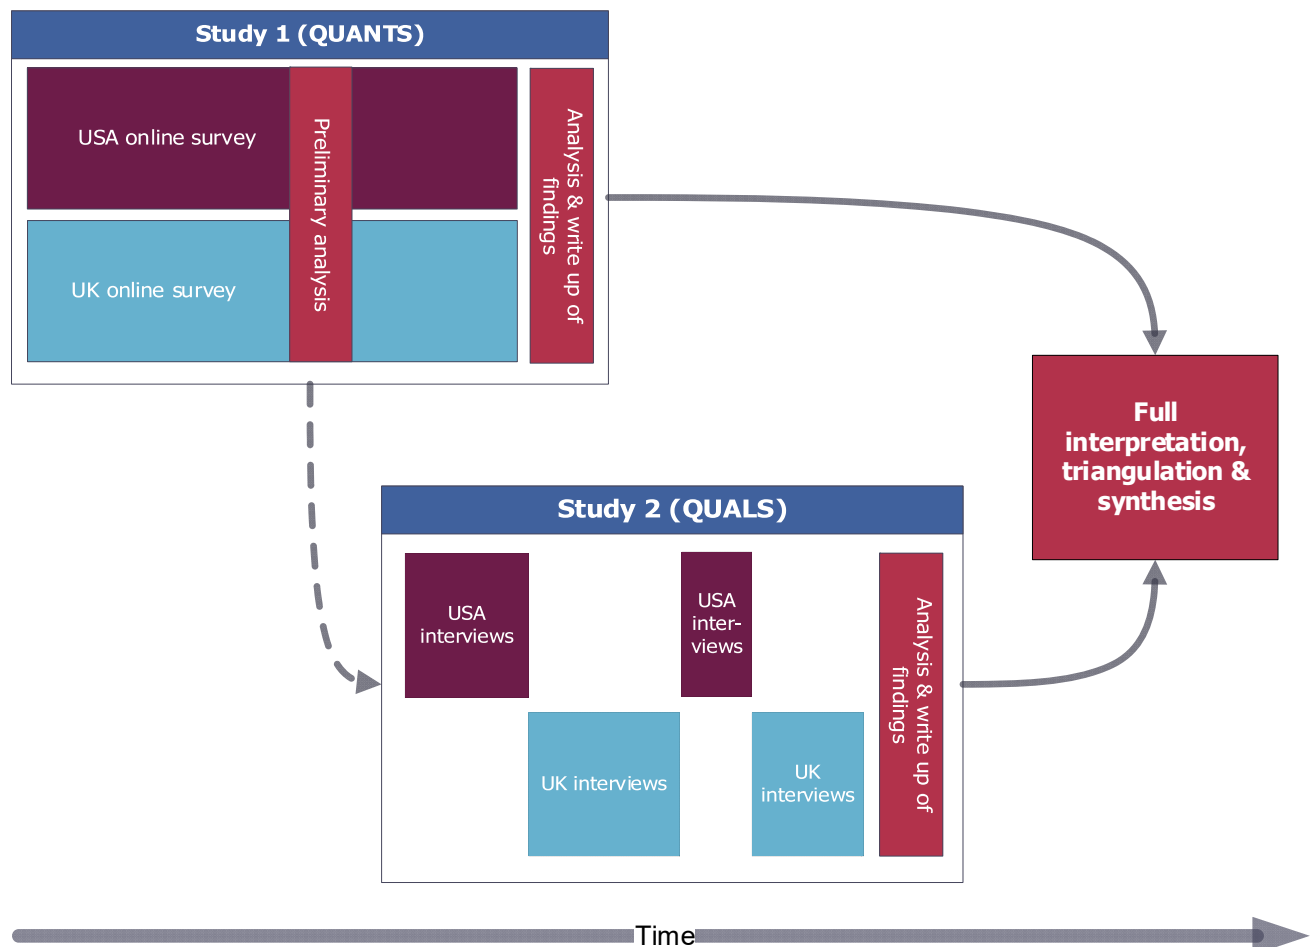 Study 1 (QUANTS)
USA online survey
UK online survey
Preliminary analysis
Analysis & write up of
findings
Full
interpretation,
triangulation &
synthesis
Study 2 (QUALS)
USA
interviews
UK interviews
USA
inter-
views
UK
interviews
Analysis & write up of
findings
Time